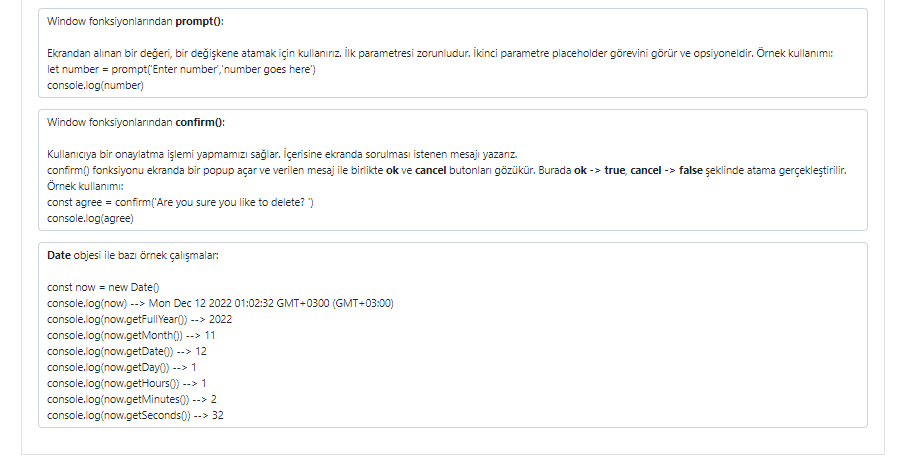 Window fonksiyonlarından prompt():
Ekrandan alınan bir değeri, bir değişkene atamak için kullanırız. İlk parametresi zorunludur. İkinci parametre placeholder görevini görür ve opsiyoneldir. Örnek kullanımı:
let number = prompt('Enter number','number goes here')
console.log(number)
Window fonksiyonlarından confirm():
Kullanıcıya bir onaylatma işlemi yapmamızı sağlar. İçerisine ekranda sorulması istenen mesajı yazarız.
confirm() fonksiyonu ekranda bir popup açar ve verilen mesaj ile birlikte ok ve cancel butonları gözükür. Burada ok -> true, cancel -> false şeklinde atama gerçekleştirilir.
Örnek kullanımı:
const agree = confirm('Are you sure you like to delete? ')
console.log(agree)
Date objesi ile bazı örnek çalışmalar:
const now = new Date()
console.log(now) --> Mon Dec 12 2022 01:02:32 GMT+0300 (GMT+03:00)
console.log(now.getFullYear()) --> 2022
console.log(now.getMonth()) --> 11
console.log(now.getDate()) --> 12
console.log(now.getDay()) --> 1
console.log(now.getHours()) --> 1
console.log(now.getMinutes()) --> 2
console.log(now.getSeconds()) --> 32